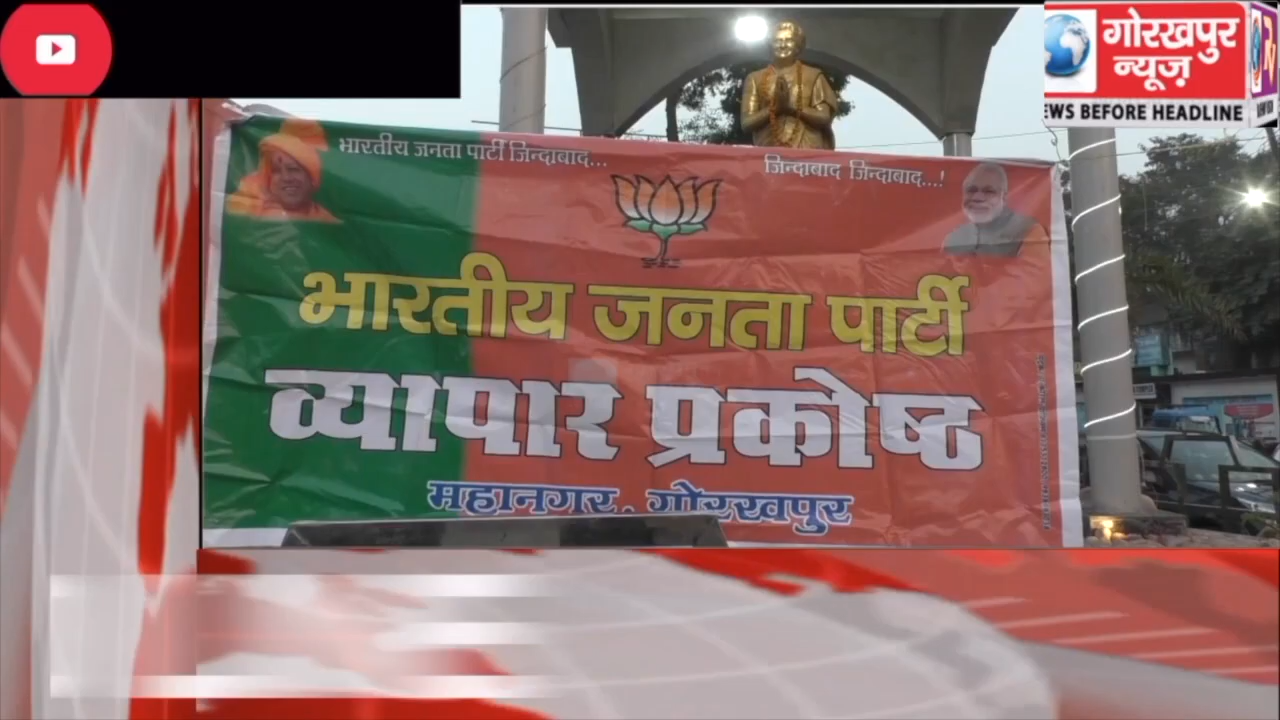 गोरखपुर
न्यूज़
EWS BEFORE HEADLINE
भारतीय जनता पार्टी जिन्दाबाद...
जिन्दाबाद जिन्दाबाद...!
भारतीय जनता पार्टी
व्यापार प्रकोष्ठ
महानगर, गोरखपुर